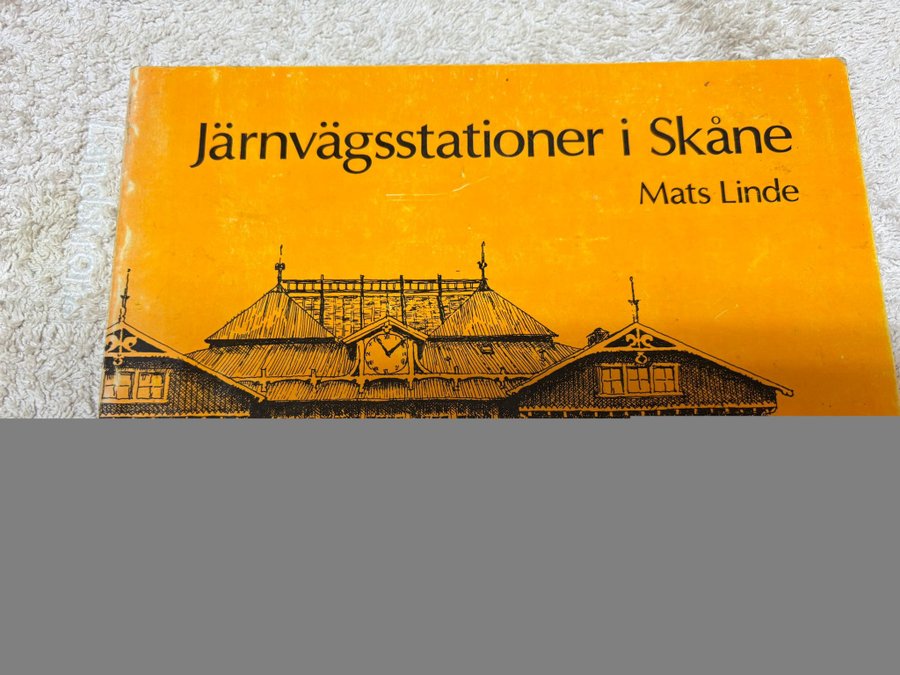 Järnvägsstationer i Skåne
Mats Linde